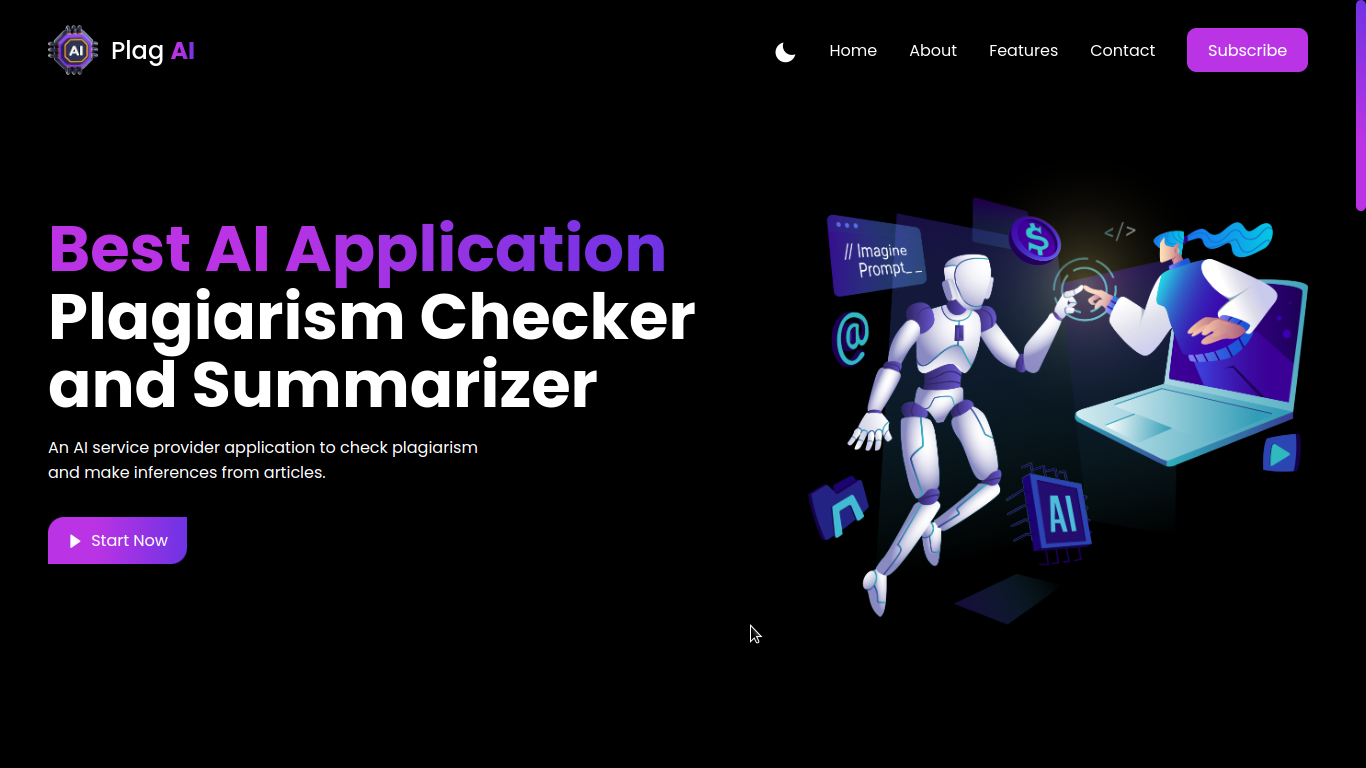 AI
Plag AI
Home
About
Features
Contact
Subscribe
Best AI Application
Plagiarism Checker
and Summarizer
An AI service provider application to check plagiarism
and make inferences from articles.
Start Now
// Imagine
Prompt_ _
$
</>
@
AI